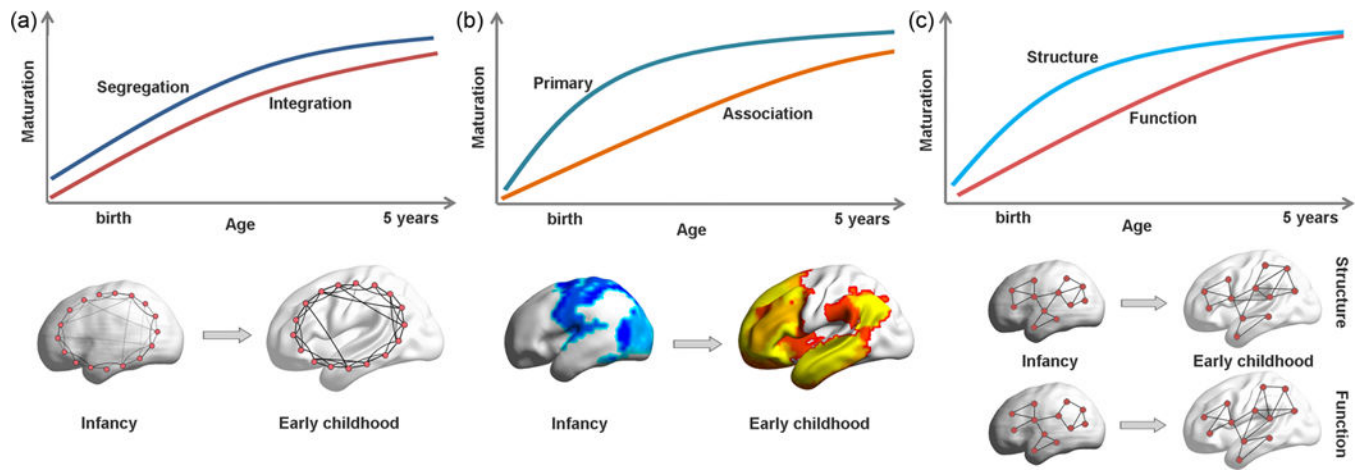 (a)
Maturation
Segregation
Integration
birth
Age
5 years
Infancy
Early childhood
(b)
Maturation
Primary
Association
birth
Age
5 years
Infancy
Early childhood
(c)
Maturation
Structure
Function
birth
Age
5 years
Structure
Infancy
Early childhood
Function